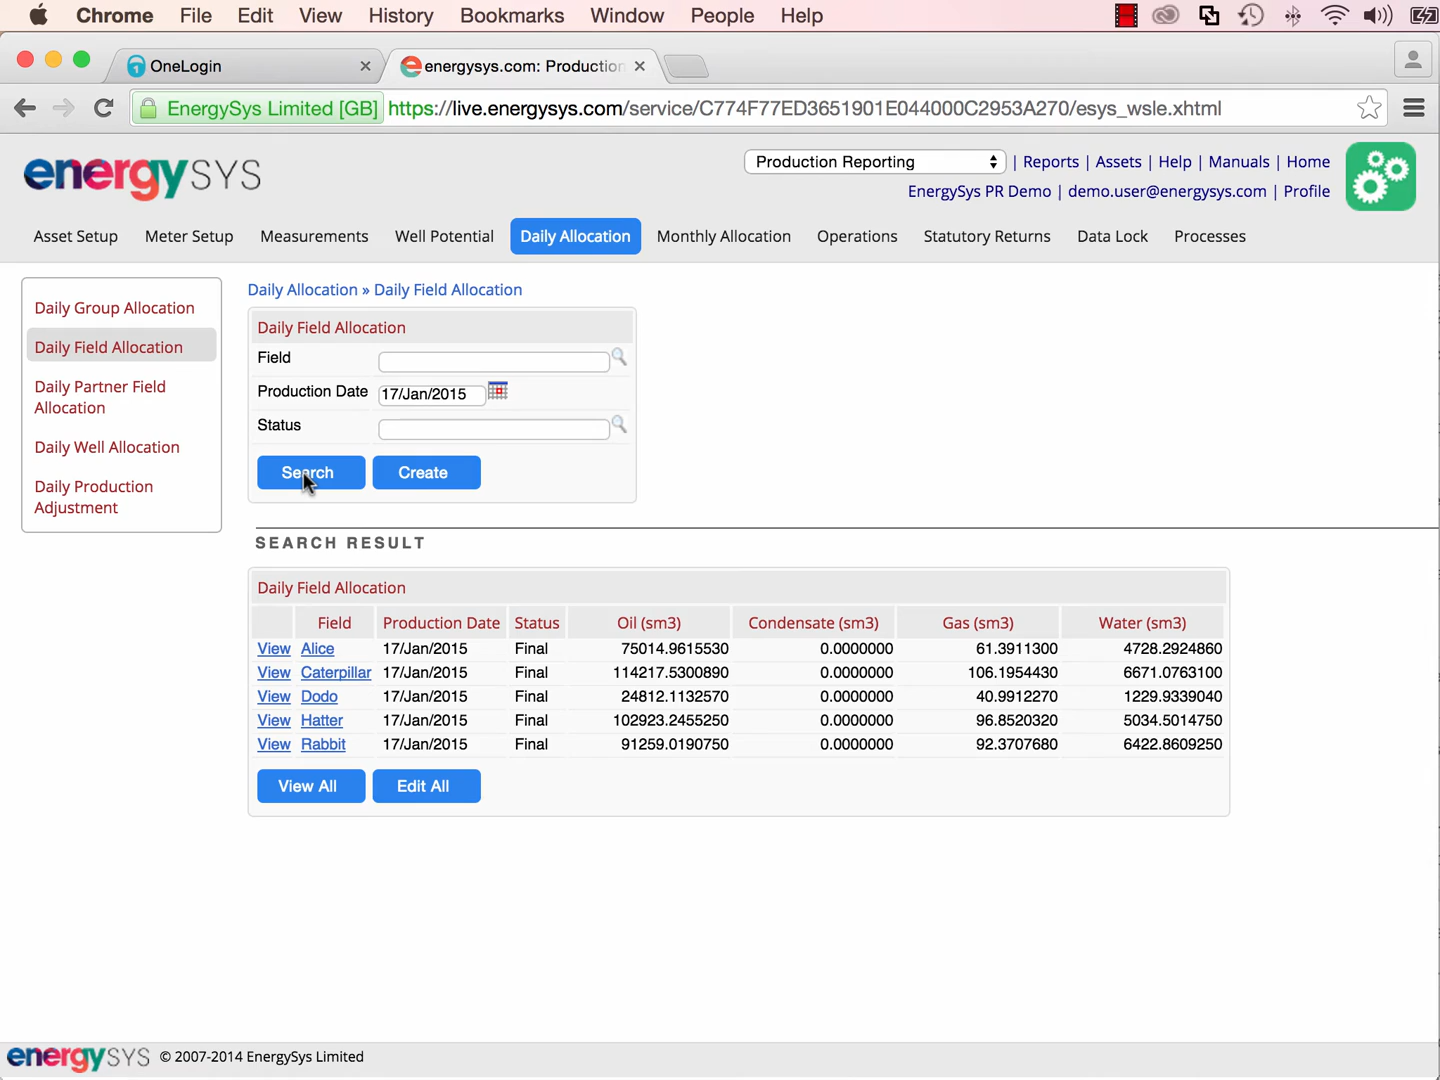 Chrome File Edit View History Bookmarks Window People Help
OneLogin
energysys.com: Production
EnergySys Limited [GB] https://live.energysys.com/service/C774F77ED3651901E044000C2953A270/esys_wsle.xhtml
energysys
Production Reporting | Reports | Assets | Help | Manuals | Home
EnergySys PR Demo | demo.user@energysys.com | Profile
Asset Setup Meter Setup Measurements Well Potential Daily Allocation Monthly Allocation Operations Statutory Returns Data Lock Processes
Daily Group Allocation
Daily Field Allocation
Daily Partner Field
Allocation
Daily Well Allocation
Daily Production
Adjustment
Daily Allocation » Daily Field Allocation
Daily Field Allocation
Field
Production Date 17/Jan/2015
Status
Search Create
SEARCH RESULT
Daily Field Allocation
Field Production Date Status Oil (sm3) Condensate (sm3) Gas (sm3) Water (sm3)
View Alice 17/Jan/2015 Final 75014.9615530 0.0000000 61.3911300 4728.2924860
View Caterpillar 17/Jan/2015 Final 114217.5300890 0.0000000 106.1954430 6671.0763100
View Dodo 17/Jan/2015 Final 24812.1132570 0.0000000 40.9912270 1229.9339040
View Hatter 17/Jan/2015 Final 102923.2455250 0.0000000 96.8520320 5034.5014750
View Rabbit 17/Jan/2015 Final 91259.0190750 0.0000000 92.3707680 6422.8609250
View All Edit All
energysys © 2007-2014 EnergySys Limited